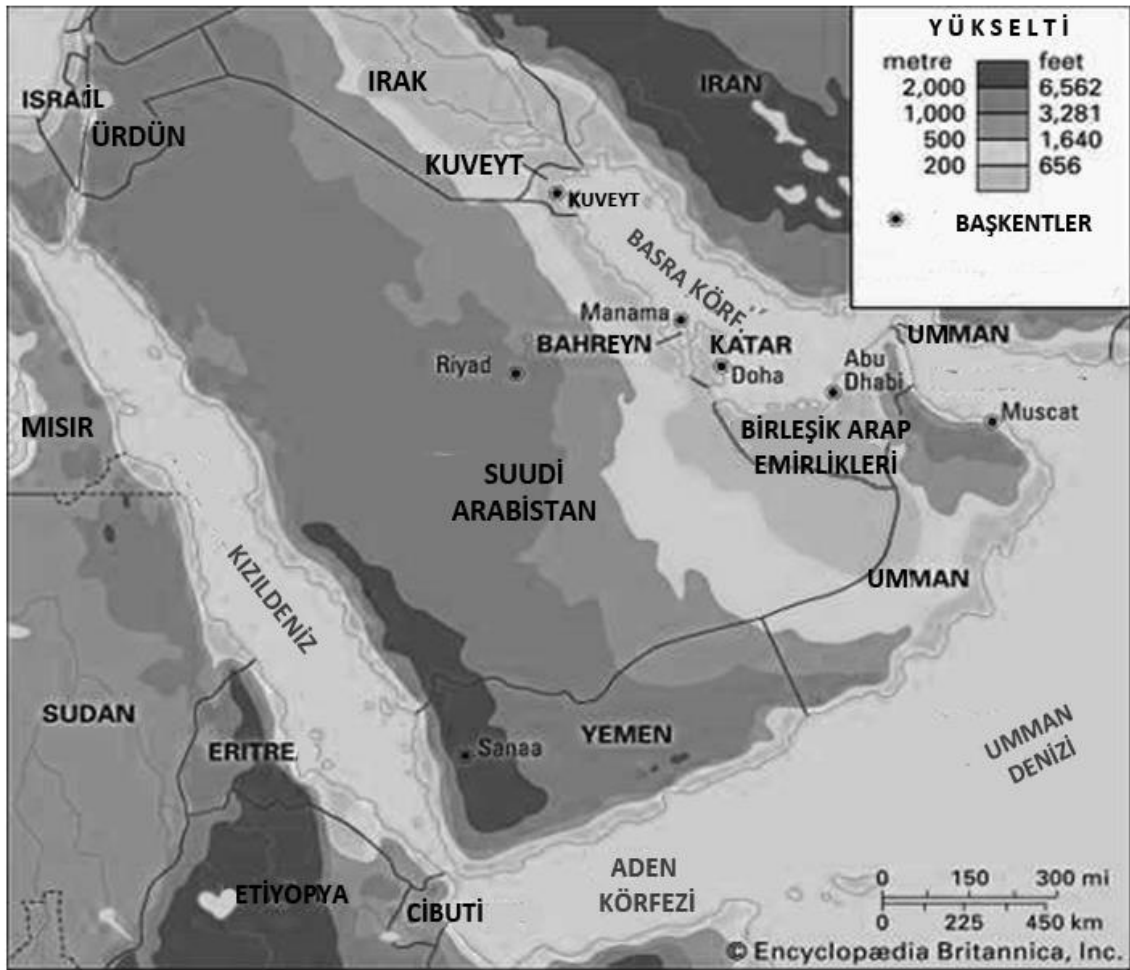 YÜKSELTİ
metre feet
2,000 6,562
1,000 3,281
500 1,640
200 656
BAŞKENTLER
IRAK
IRAN
ISRAİL
ÜRDÜN
KUVEYT
KUVEYT
BASRA KÖRF.
Manama
BAHREYN
KATAR
Doha
UMMAN
Abu
Dhabi
Riyad
Muscat
MISIR
BİRLEŞİK ARAP
EMİRLİKLERİ
SUUDİ
ARABİSTAN
UMMAN
KIZILDENİZ
SUDAN
ERITRE
Sanaa
YEMEN
UMMAN
DENİZİ
ETİYOPYA
CİBUTİ
ADEN
KÖRFEZİ
0 150 300 mi
0 225 450 km
© Encyclopædia Britannica, Inc.